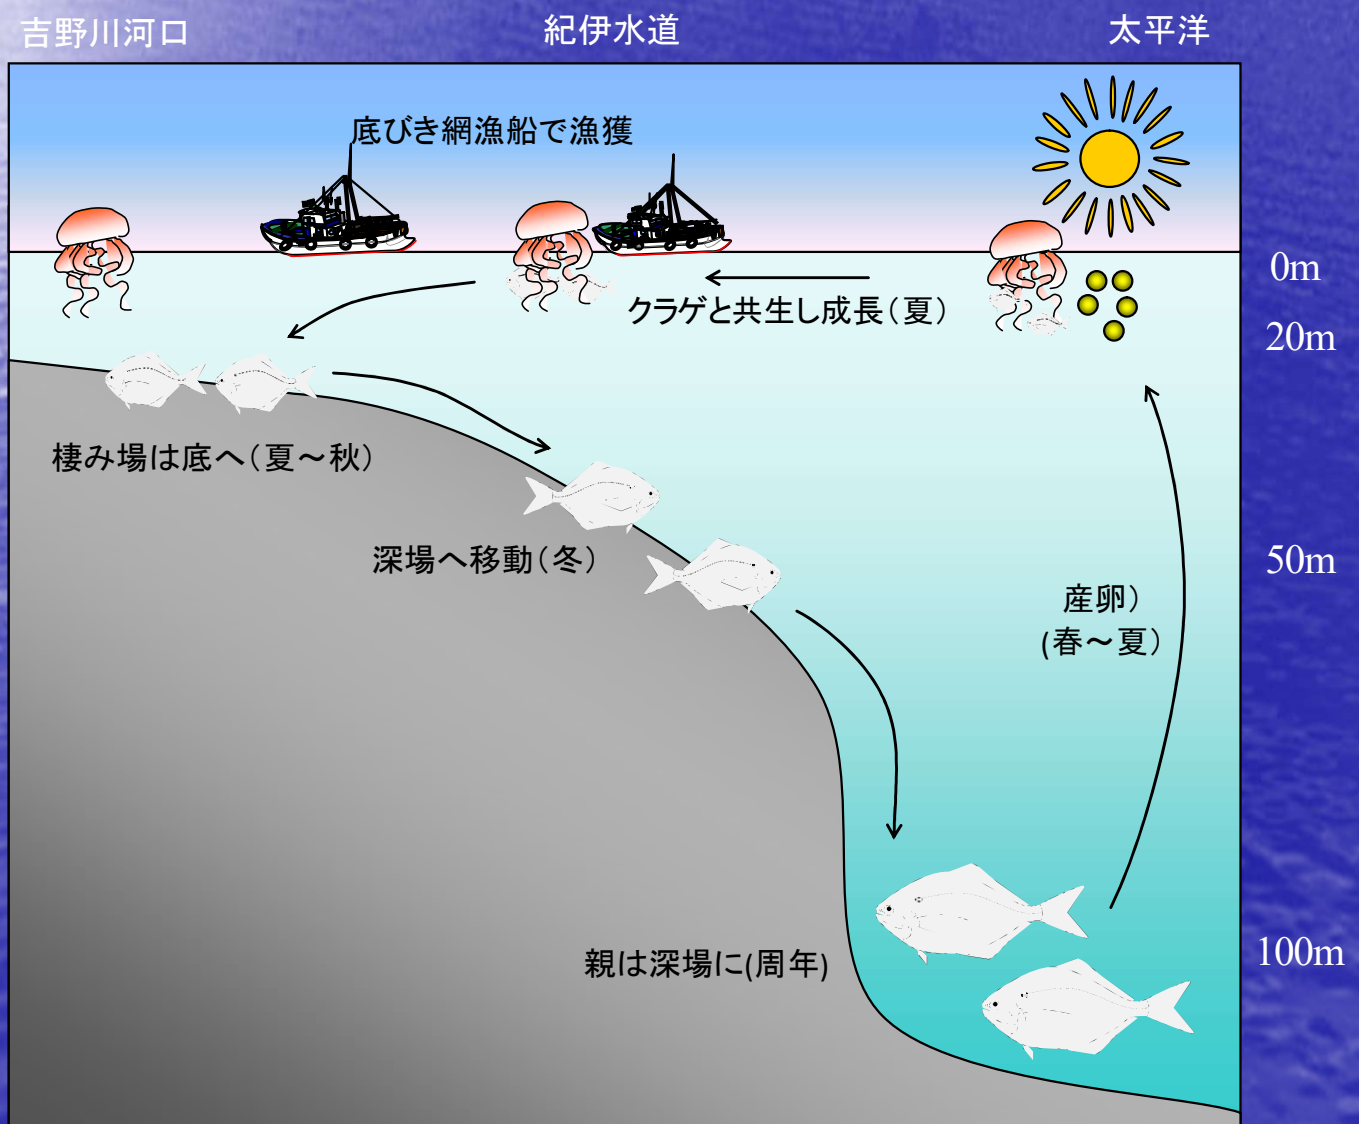 吉野川河口
紀伊水道
太平洋
底びき網漁船で漁獲
0m
クラゲと共生し成長(夏)
20m
棲み場は底へ(夏~秋)
深場へ移動(冬)
50m
産卵)
(春~夏)
親は深場に(周年)
100m